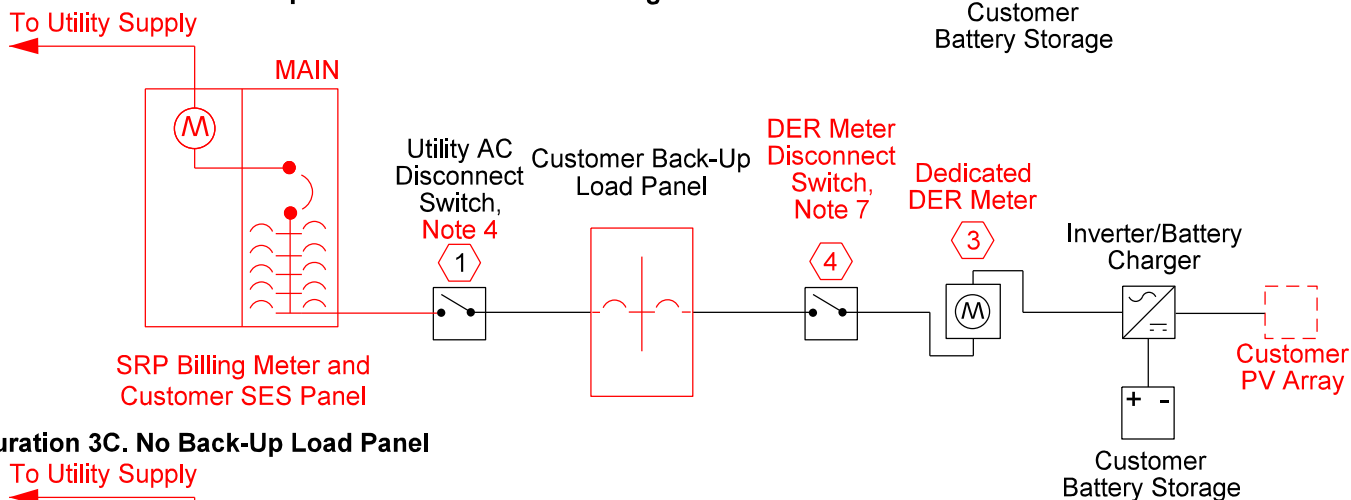 Customer
Battery Storage
To Utility Supply
MAIN
M
Utility AC
Disconnect
Switch,
Note 4
1
Customer Back-Up
Load Panel
DER Meter
Disconnect
Switch,
Note 7
4
Dedicated
DER Meter
3
M
Inverter/Battery
Charger
Customer
PV Array
+ -
Customer
Battery Storage
SRP Billing Meter and
Customer SES Panel
uration 3C. No Back-Up Load Panel
To Utility Supply